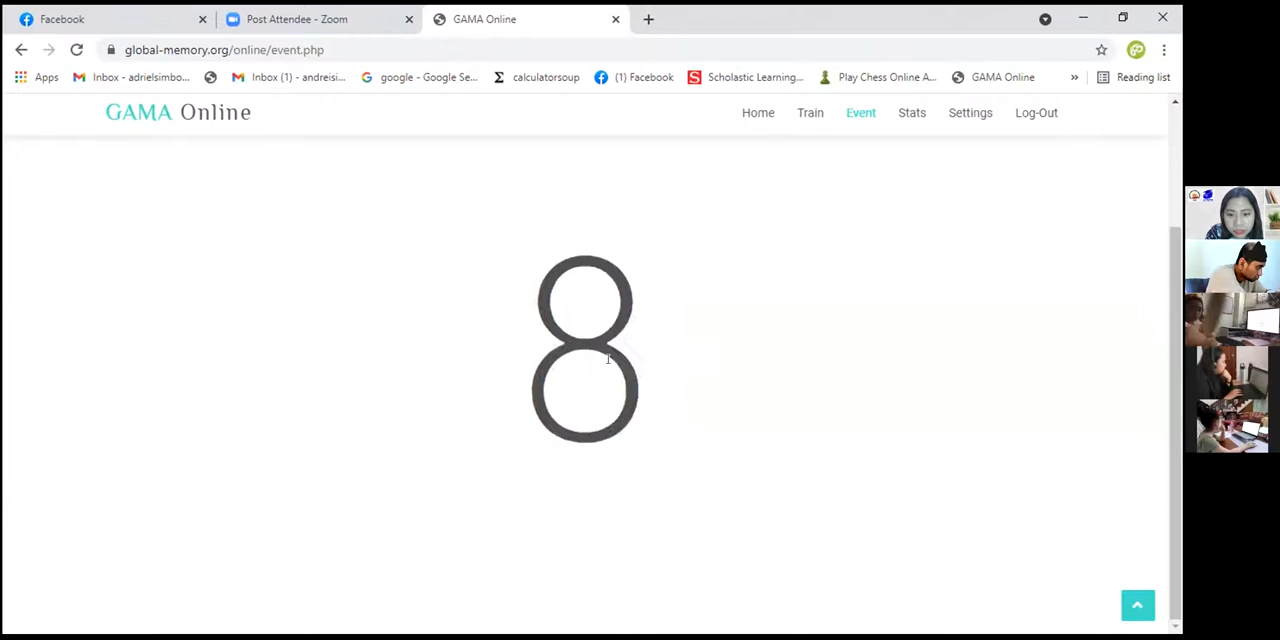 Facebook
Post Attendee - Zoom
GAMA Online
global-memory.org/online/event.php
Apps
Inbox - adrielsimbo...
Inbox (1) - andreisi...
google - Google Se...
calculatorsoup
(1) Facebook
Scholastic Learning...
Play Chess Online A...
GAMA Online
»
Reading list
GAMA Online
Home
Train
Event
Stats
Settings
Log-Out
8